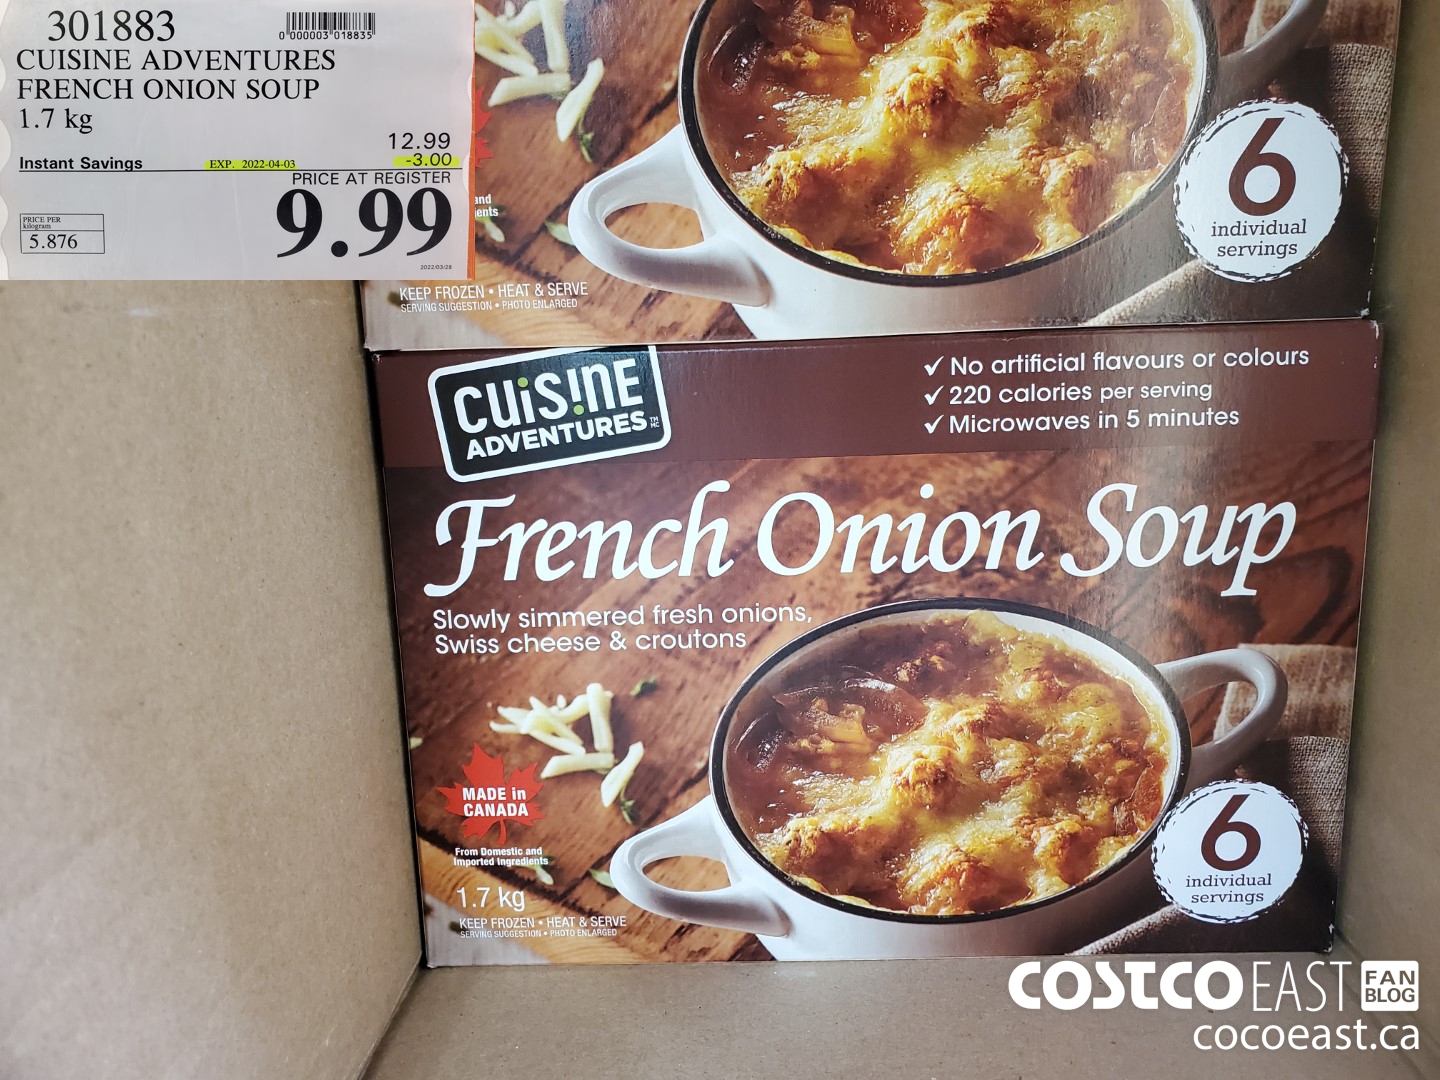 301883
0 000003 018835
CUISINE ADVENTURES
FRENCH ONION SOUP
1.7 kg
12.99
Instant Savings EXP. 2022-04-03 -3.00
PRICE AT REGISTER
9.99
PRICE PER
kilogram
5.876
2022/03/28
and
ients
6
individual
servings
KEEP FROZEN • HEAT & SERVE
SERVING SUGGESTION • PHOTO ENLARGED
CUISINE
ADVENTURES TM MC
✓ No artificial flavours or colours
✓ 220 calories per serving
✓ Microwaves in 5 minutes
French Onion Soup
Slowly simmered fresh onions,
Swiss cheese & croutons
MADE in
CANADA
From Domestic and
Imported Ingredients
1.7 kg
KEEP FROZEN • HEAT & SERVE
SERVING SUGGESTION • PHOTO ENLARGED
6
individual
servings
COSTCO EAST FAN BLOG
cocoeast.ca